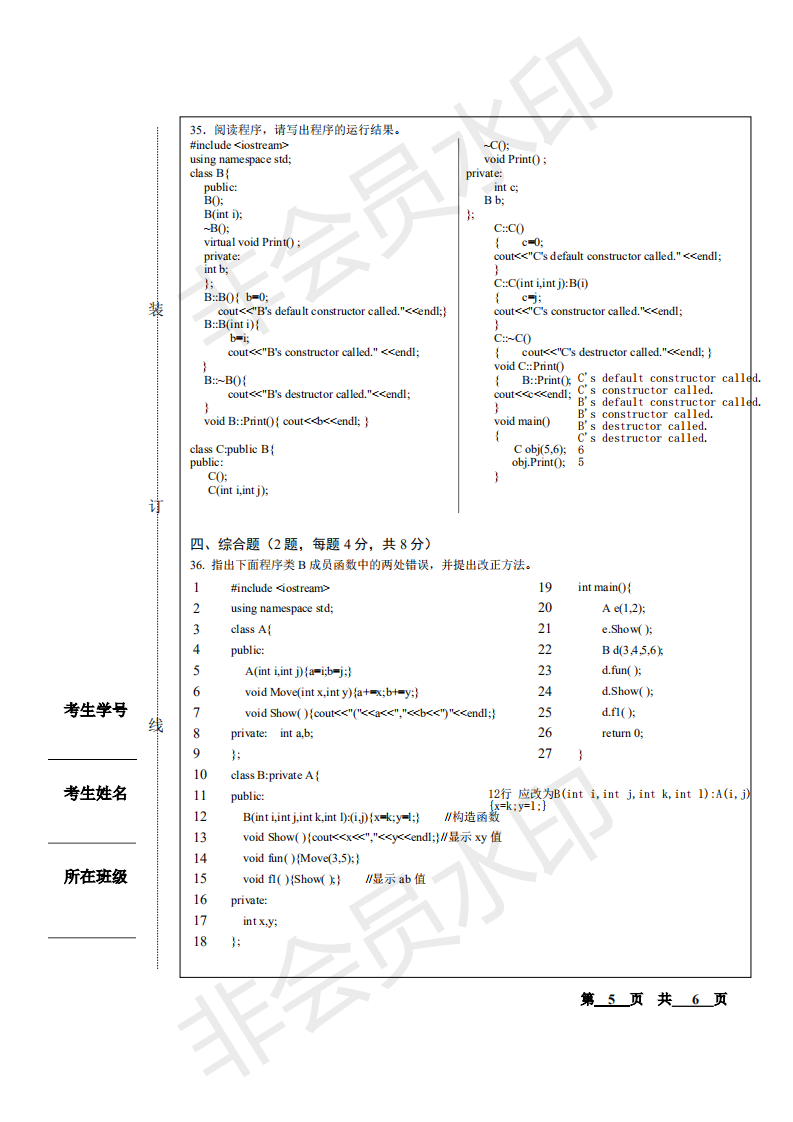 非会员水印
35．阅读程序，请写出程序的运行结果。
#include <iostream>
using namespace std;
class B{
public:
B();
B(int i);
~B();
virtual void Print() ;
private:
int b;
};
B::B(){ b=0;
cout<<"B's default constructor called."<<endl;}
B::B(int i){
b=i;
cout<<"B's constructor called." <<endl;
}
B::~B(){
cout<<"B's destructor called."<<endl;
}
void B::Print(){ cout<<b<<endl; }
class C:public B{
public:
C();
C(int i,int j);
~C();
void Print() ;
private:
int c;
B b;
};
C::C()
{ c=0;
cout<<"C's default constructor called." <<endl;
}
C::C(int i,int j):B(i)
{ c=j;
cout<<"C's constructor called."<<endl;
}
C::~C()
{ cout<<"C's destructor called."<<endl; }
void C::Print()
{ B::Print();
cout<<c<<endl;
}
void main()
{
C obj(5,6);
obj.Print();
}
C's default constructor called.
C's constructor called.
B's default constructor called.
B's constructor called.
B's destructor called.
C's destructor called.
6
5
四、综合题（2 题，每题 4 分，共 8 分）
36. 指出下面程序类 B 成员函数中的两处错误，并提出改正方法。
1 #include <iostream>
2 using namespace std;
3 class A{
4 public:
5 A(int i,int j){a=i;b=j;}
6 void Move(int x,int y){a+=x;b+=y;}
7 void Show( ){cout<<"("<<a<<","<<b<<")"<<endl;}
8 private: int a,b;
9 };
10 class B:private A{
11 public:
12 B(int i,int j,int k,int l):(i,j){x=k;y=l;} //构造函数
13 void Show( ){cout<<x<<","<<y<<endl;}//显示 xy 值
14 void fun( ){Move(3,5);}
15 void f1( ){Show( );} //显示 ab 值
16 private:
17 int x,y;
18 };
19 int main(){
20 A e(1,2);
21 e.Show( );
22 B d(3,4,5,6);
23 d.fun( );
24 d.Show( );
25 d.f1( );
26 return 0;
27 }
12行 应改为B(int i,int j,int k,int l):A(i,j)
{x=k;y=l;}
装
订
线
考生学号
考生姓名
所在班级
第 5 页 共 6 页
非会员水印